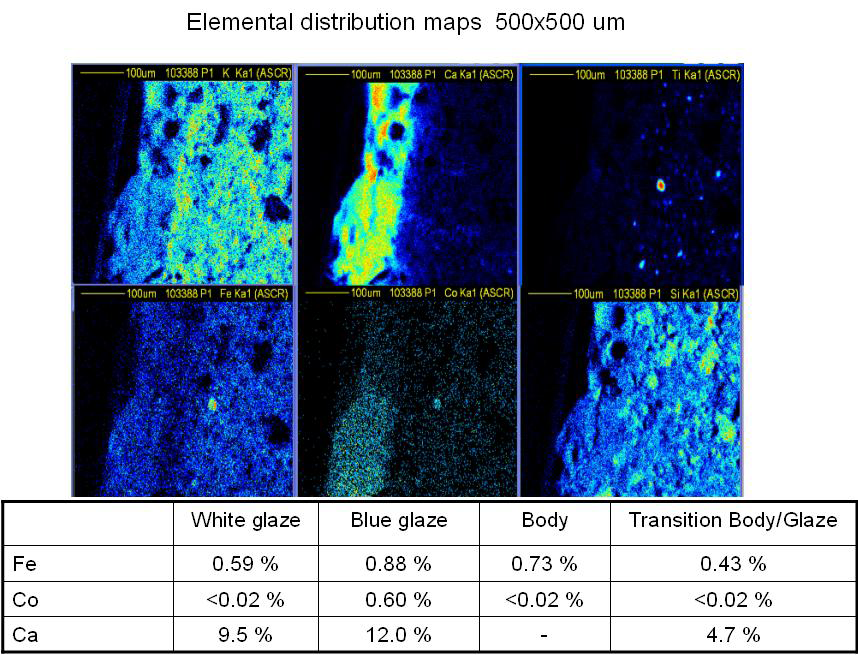 Elemental distribution maps 500x500 um
100um 103388 P1 K Ka1 (ASCR)
100um 103388 P1 Ca Ka1 (ASCR)
100um 103388 P1 Ti Ka1 (ASCR)
100um 103388 P1 Fe Ka1 (ASCR)
100um 103388 P1 Co Ka1 (ASCR)
100um 103388 P1 Si Ka1 (ASCR)
White glaze Blue glaze Body Transition Body/Glaze
Fe 0.59 % 0.88 % 0.73 % 0.43 %
Co <0.02 % 0.60 % <0.02 % <0.02 %
Ca 9.5 % 12.0 % - 4.7 %